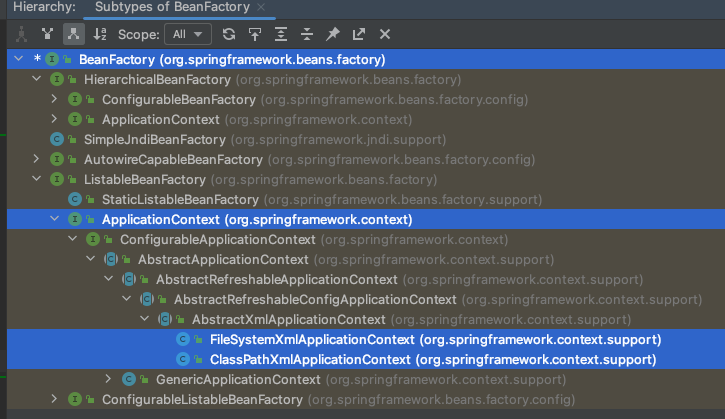 Hierarchy: Subtypes of BeanFactory
Scope: All
* BeanFactory (org.springframework.beans.factory)
HierarchicalBeanFactory (org.springframework.beans.factory)
ConfigurableBeanFactory (org.springframework.beans.factory.config)
ApplicationContext (org.springframework.context)
SimpleJndiBeanFactory (org.springframework.jndi.support)
AutowireCapableBeanFactory (org.springframework.beans.factory.config)
ListableBeanFactory (org.springframework.beans.factory)
StaticListableBeanFactory (org.springframework.beans.factory.support)
ApplicationContext (org.springframework.context)
ConfigurableApplicationContext (org.springframework.context)
AbstractApplicationContext (org.springframework.context.support)
AbstractRefreshableApplicationContext (org.springframework.context.support)
AbstractRefreshableConfigApplicationContext (org.springframework.context.support)
AbstractXmlApplicationContext (org.springframework.context.support)
FileSystemXmlApplicationContext (org.springframework.context.support)
ClassPathXmlApplicationContext (org.springframework.context.support)
GenericApplicationContext (org.springframework.context.support)
ConfigurableListableBeanFactory (org.springframework.beans.factory.config)